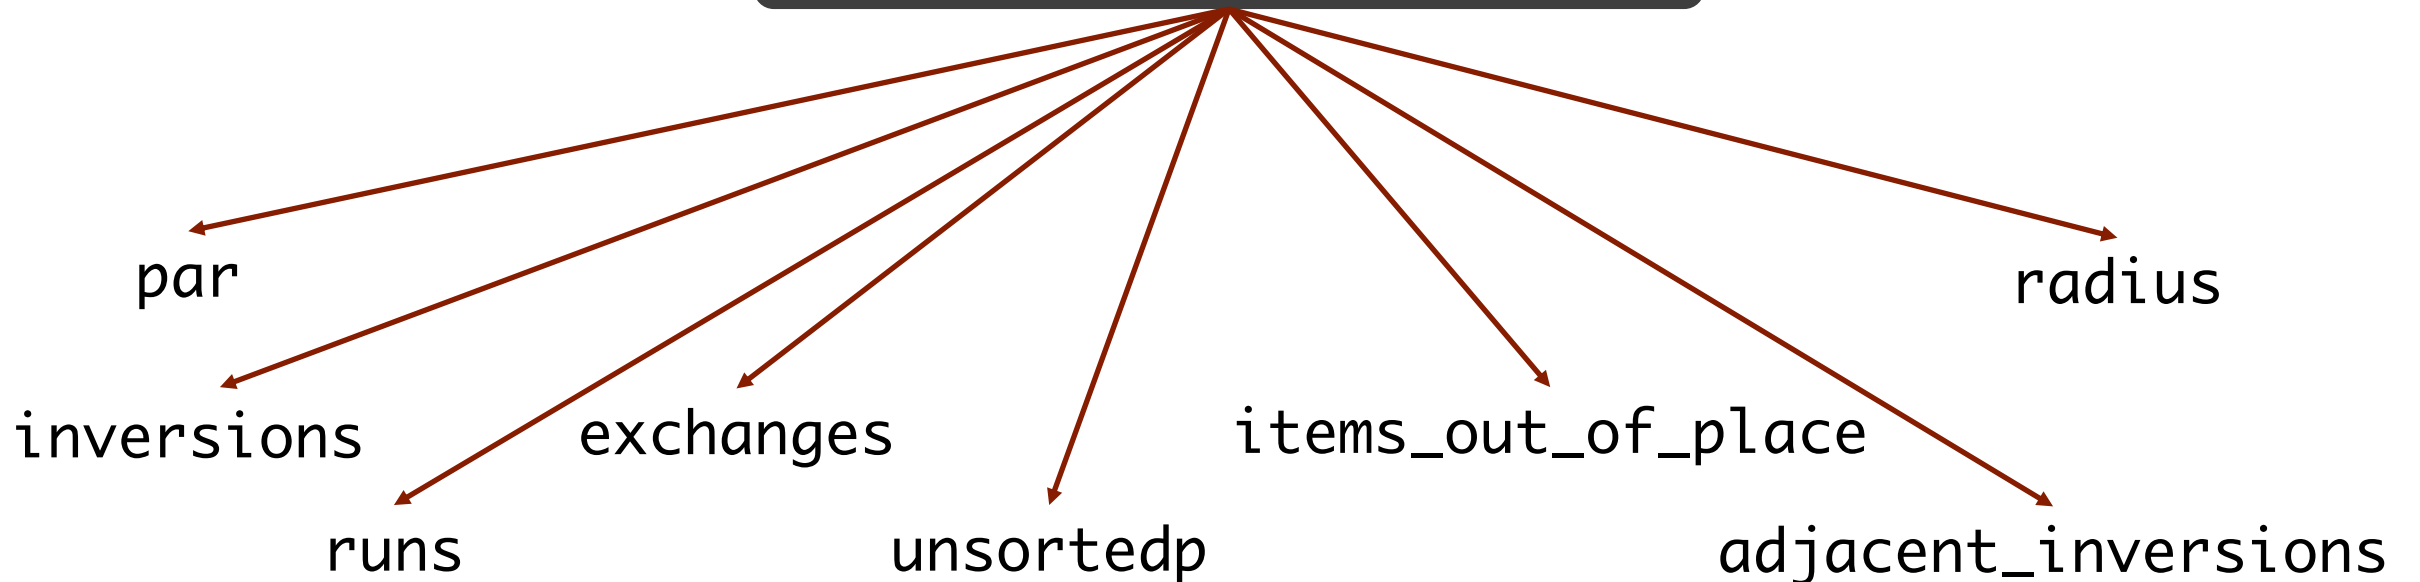 par
radius
inversions
exchanges
items_out_of_place
runs
unsortedp
adjacent_inversions